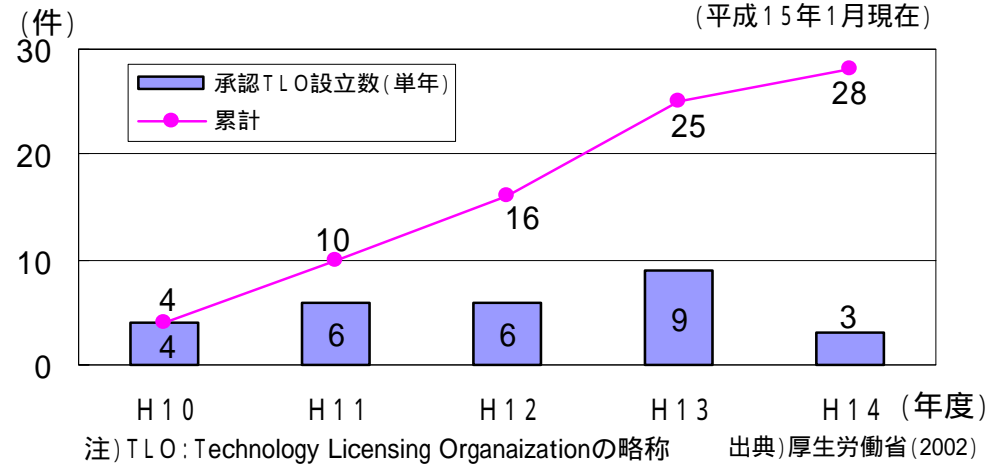 (件)
(平成15年1月現在)
30
承認TLO設立数(単年)
累計
28
25
20
16
10
10
4
4
6
6
9
3
0
H10
H11
H12
H13
H14
(年度)
注)TLO:Technology Licensing Organaizationの略称
出典)厚生労働省(2002)